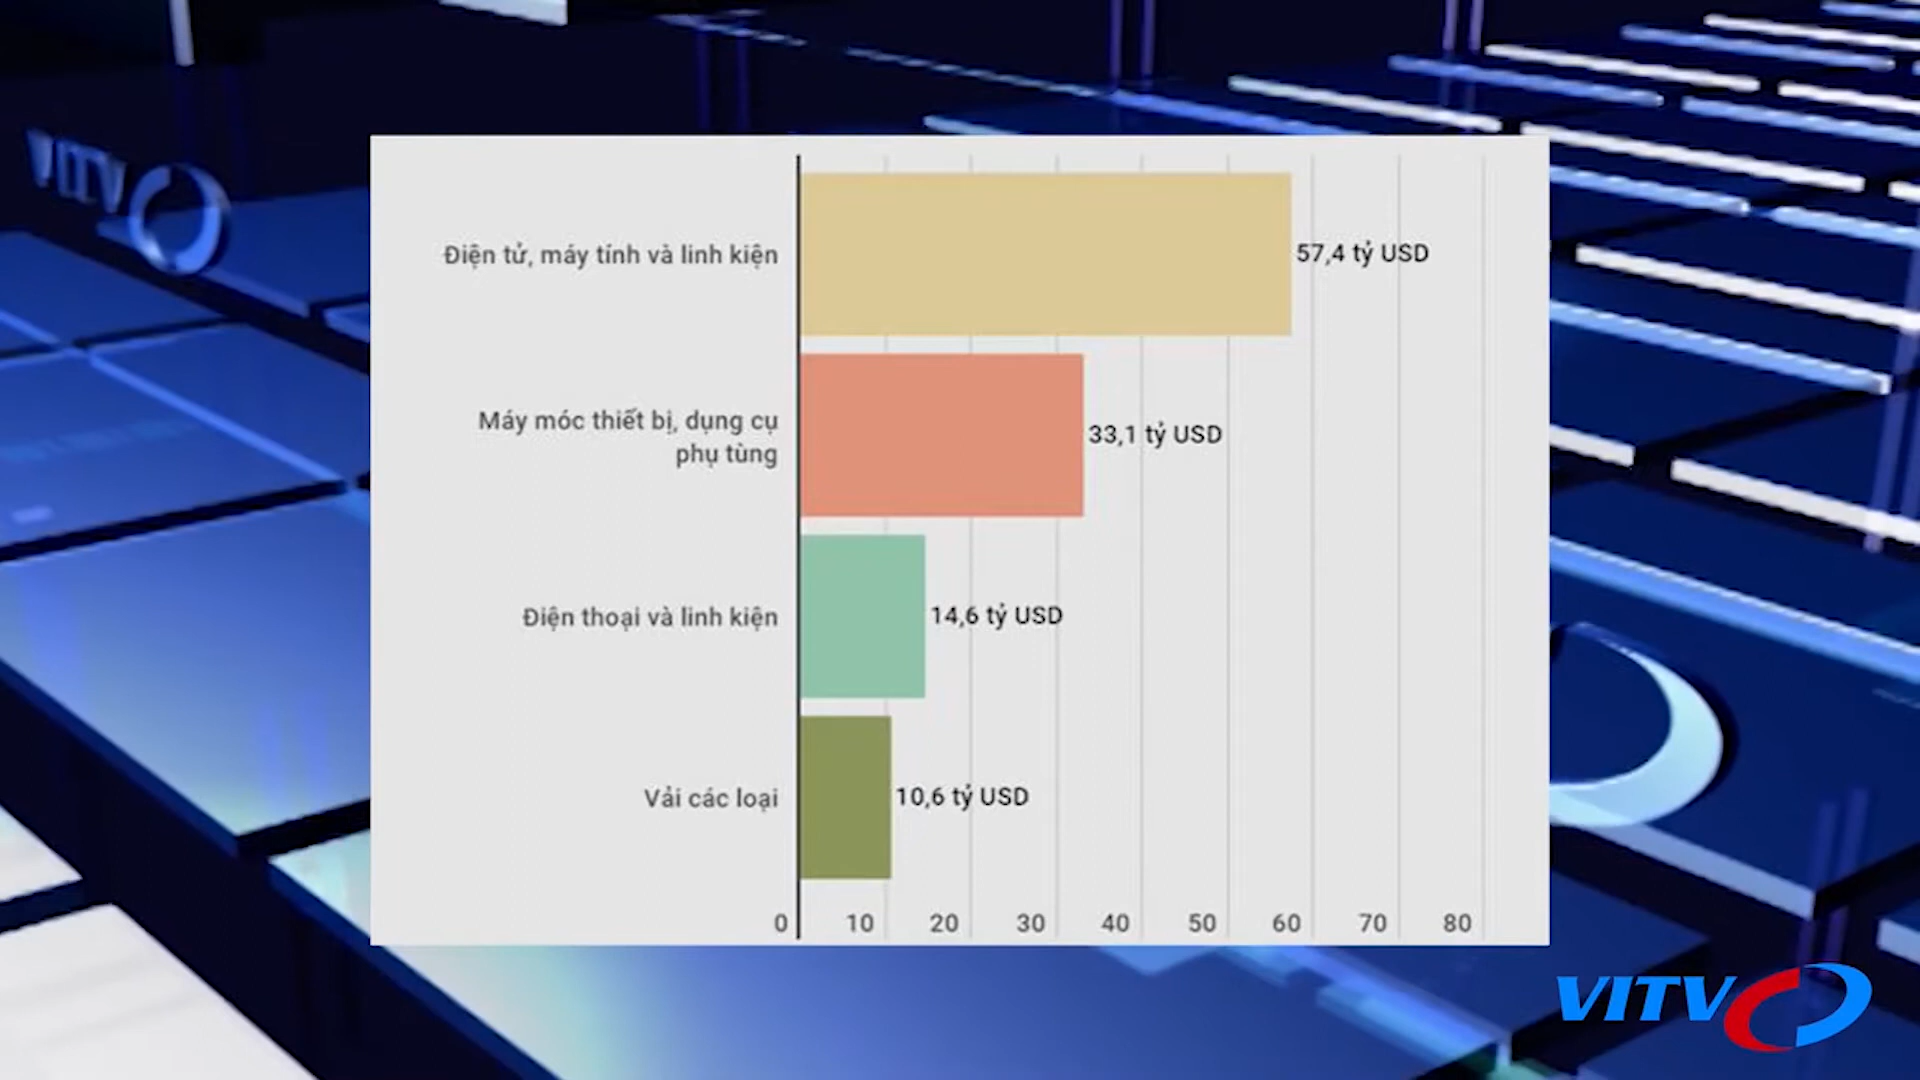 VITV
Điện tử, máy tính và linh kiện
57,4 tỷ USD
Máy móc thiết bị, dụng cụ
phụ tùng
33,1 tỷ USD
Điện thoại và linh kiện
14,6 tỷ USD
Vải các loại
10,6 tỷ USD
0 10 20 30 40 50 60 70 80
VITV